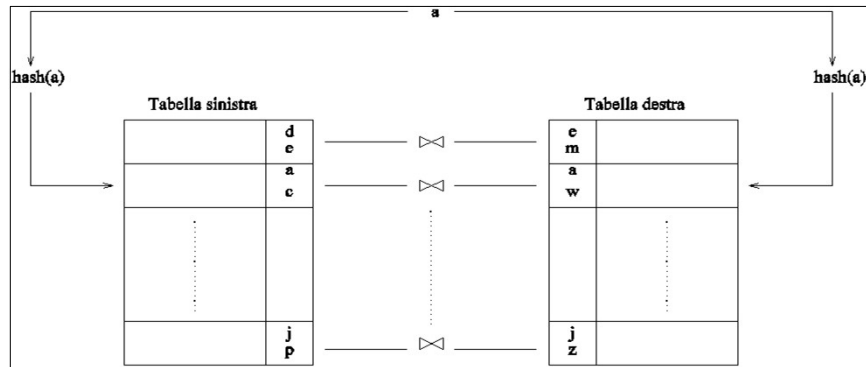 a
hash(a)
hash(a)
Tabella sinistra
Tabella destra
d
e
e
m
a
c
a
w
j
p
j
z